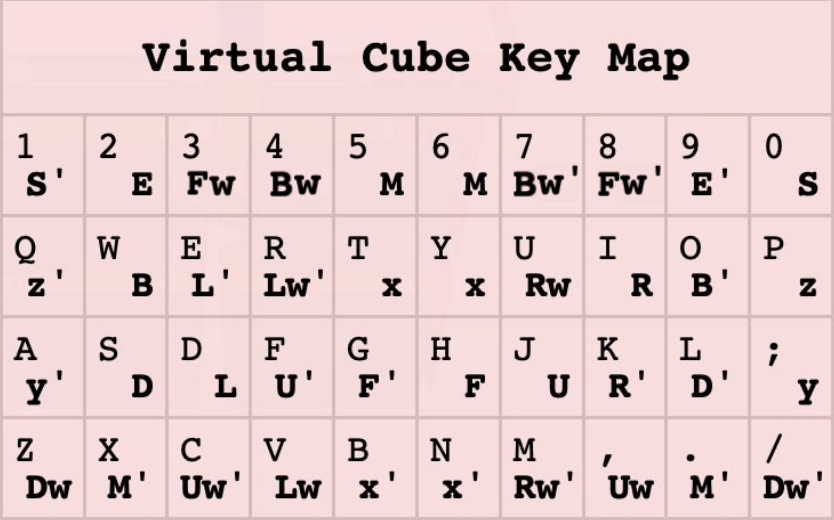 Virtual Cube Key Map
1 2 3 4 5 6 7 8 9 0
S' E Fw Bw M M Bw' Fw' E' S
Q W E R T Y U I O P
z' B L' Lw' x x Rw R B' z
A S D F G H J K L ;
y' D L U' F' F U R' D' y
Z X C V B N M , . /
Dw M' Uw' Lw x' x' Rw' Uw M' Dw'